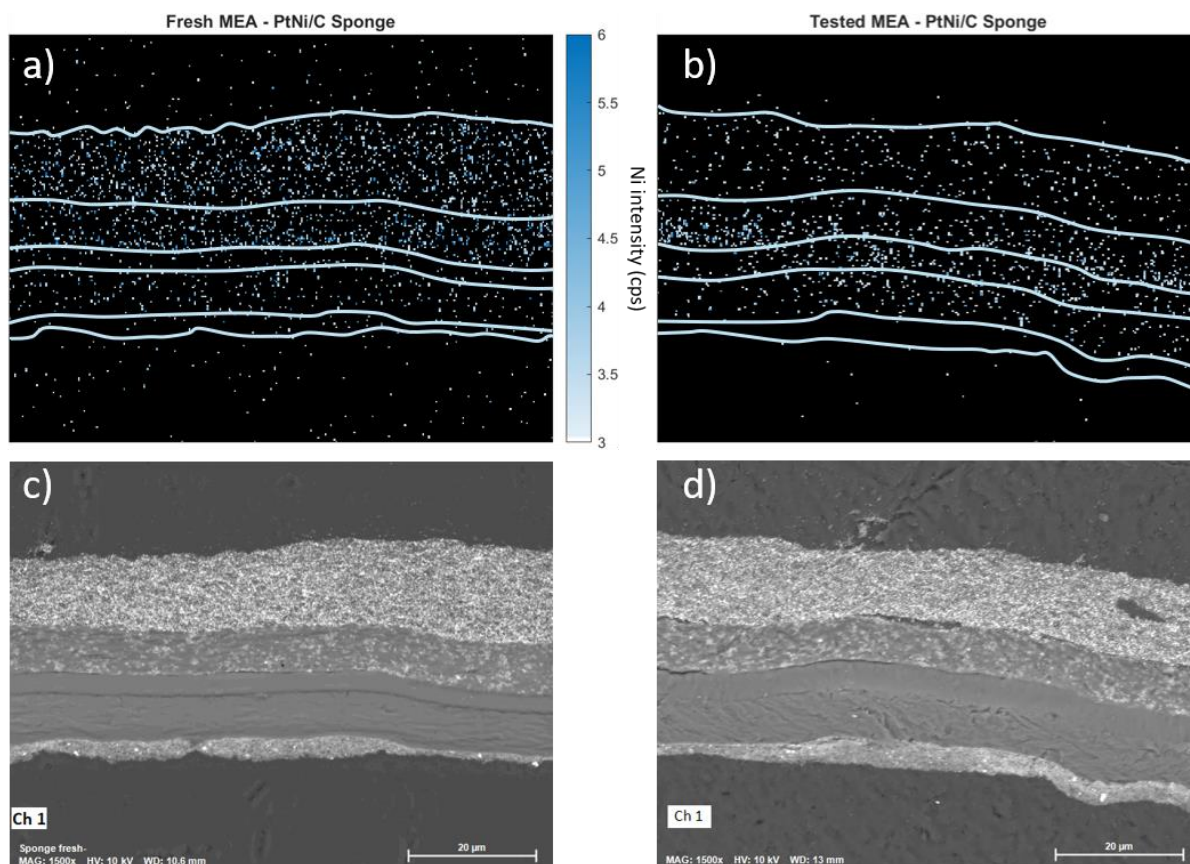 Fresh MEA - PtNi/C Sponge
Tested MEA - PtNi/C Sponge
a)
6
5.5
5
4.5
4
3.5
3
Ni intensity (cps)
b)
c)
Ch 1
Sponge fresh-
MAG: 1500x HV: 10 kV WD: 10.6 mm
20 µm
d)
Ch 1
MAG: 1500x HV: 10 kV WD: 13 mm
20 µm